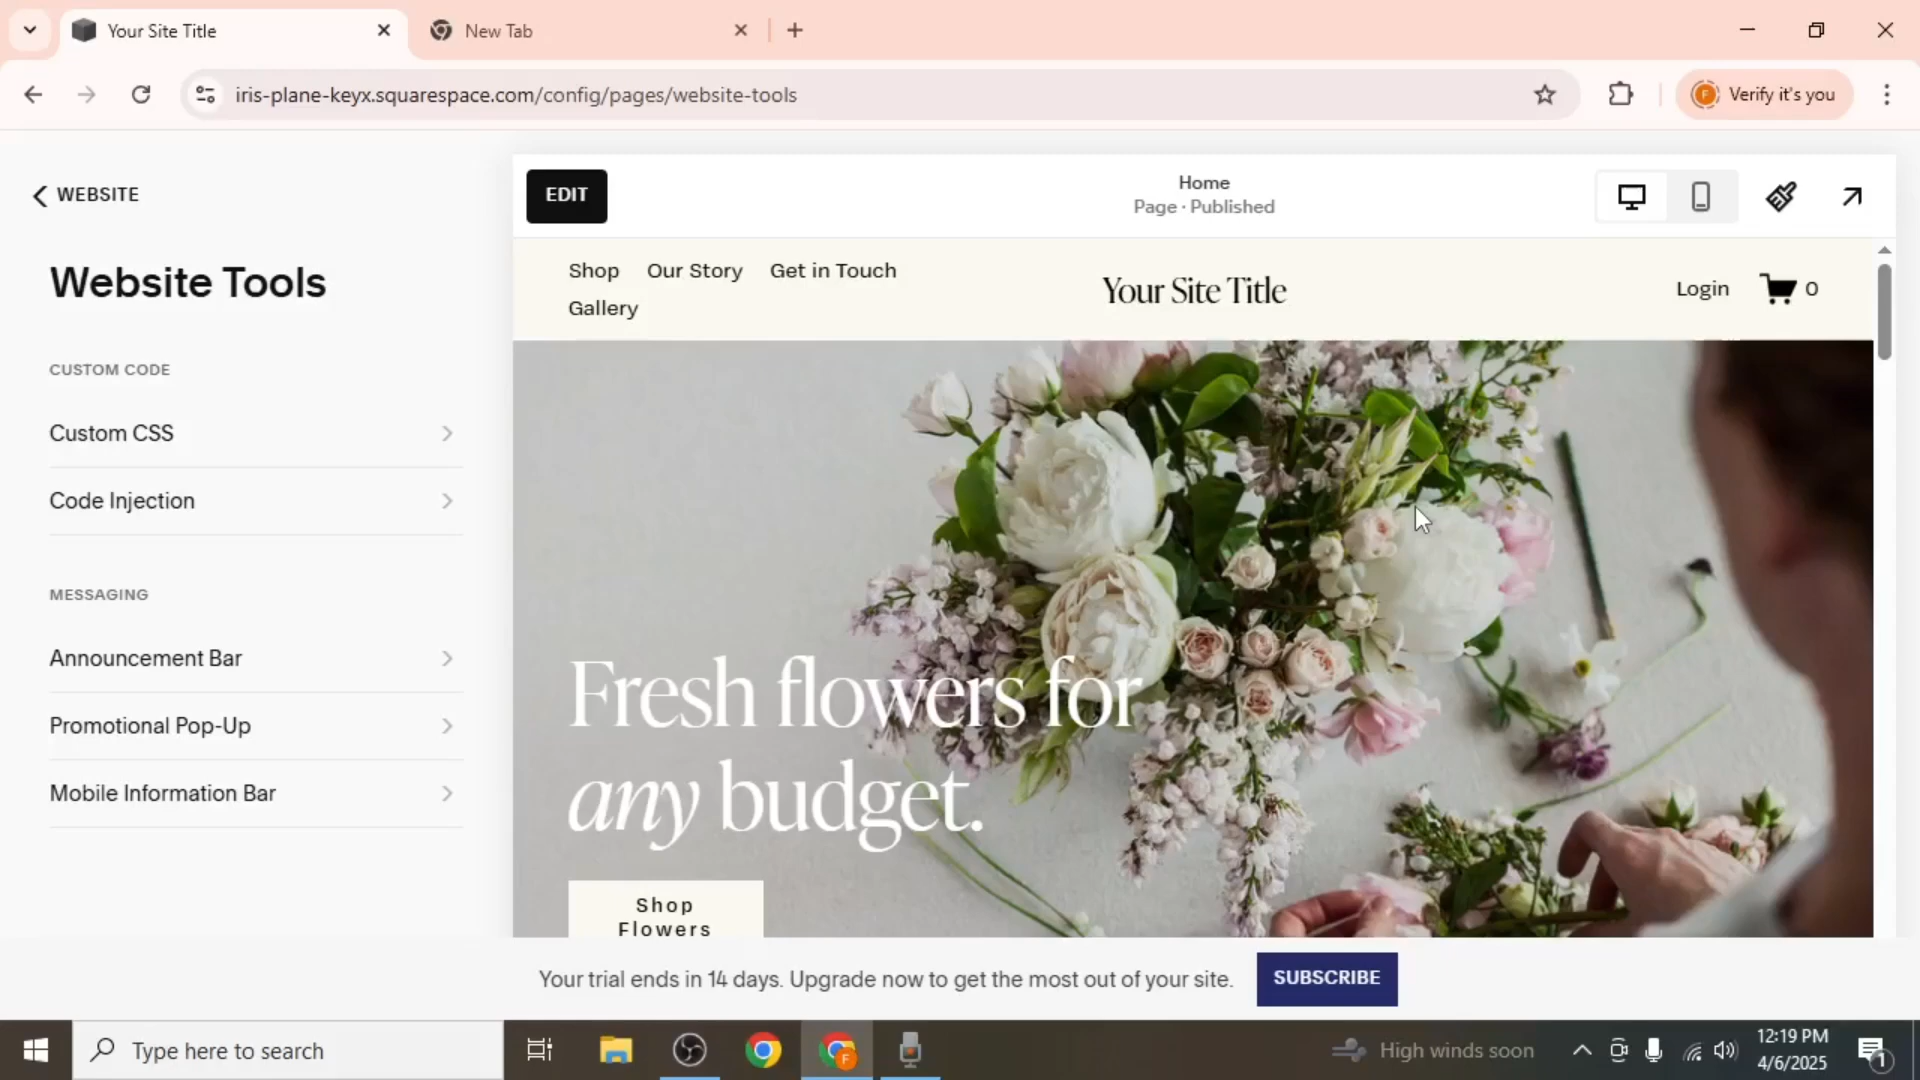 Your Site Title
New Tab
iris-plane-keyx.squarespace.com/config/pages/website-tools
F
Verify it's you
WEBSITE
Website Tools
CUSTOM CODE
Custom CSS
Code Injection
MESSAGING
Announcement Bar
Promotional Pop-Up
Mobile Information Bar
EDIT
Home
Page · Published
Shop Our Story Get in Touch
Gallery
Your Site Title
Login
0
Fresh flowers for
any budget.
Shop
Flowers
Your trial ends in 14 days. Upgrade now to get the most out of your site.
SUBSCRIBE
Type here to search
F
High winds soon
12:19 PM
4/6/2025
1